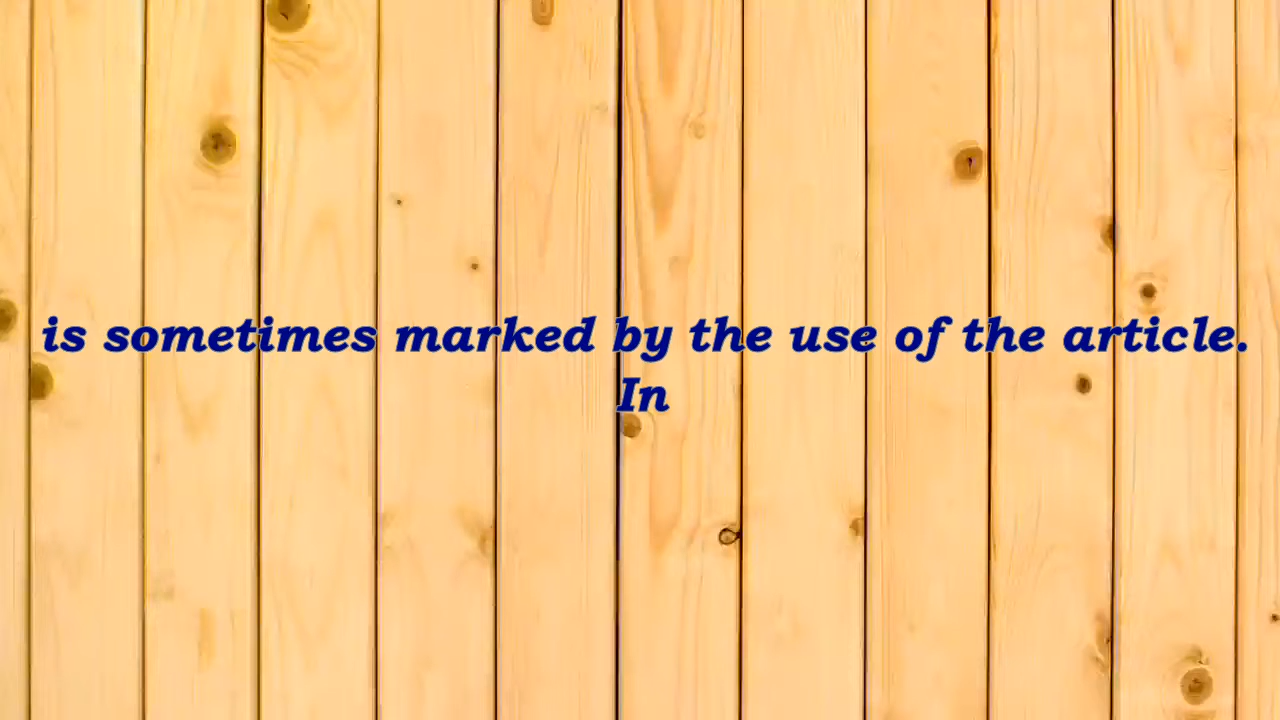 is sometimes marked by the use of the article.
In